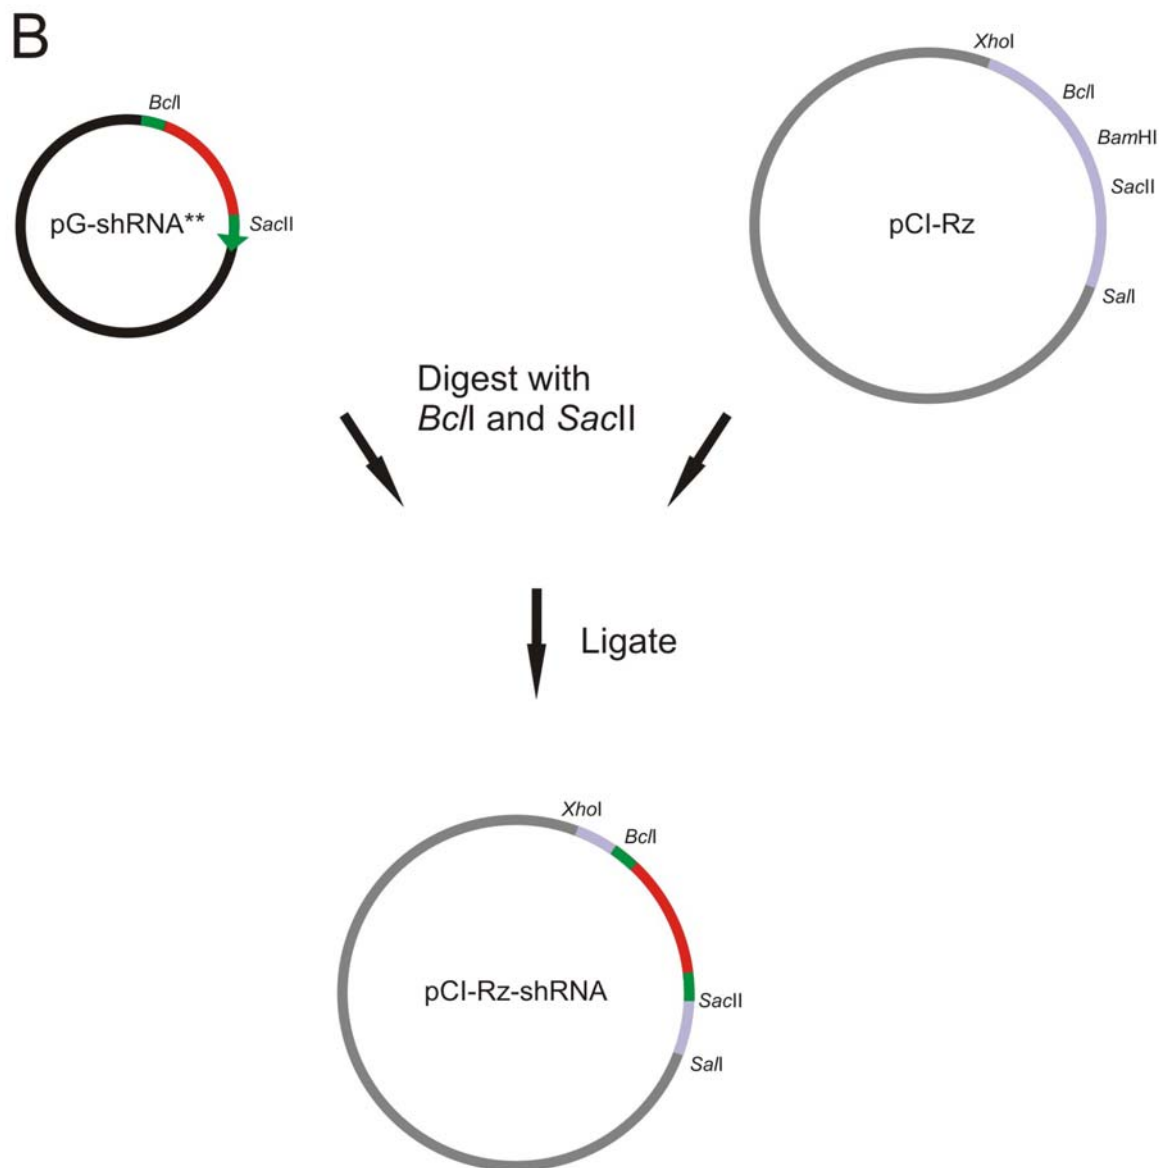 B
BclI
SacII
pG-shRNA**
XhoI
BclI
BamHI
SacII
SalI
pCI-Rz
Digest with
BclI and SacII
Ligate
XhoI
BclI
SacII
SalI
pCI-Rz-shRNA